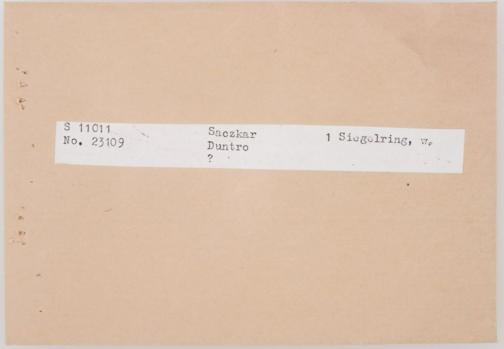 S 11011 Saczkar 1 Siegelring, w.
No. 23109 Duntro
?